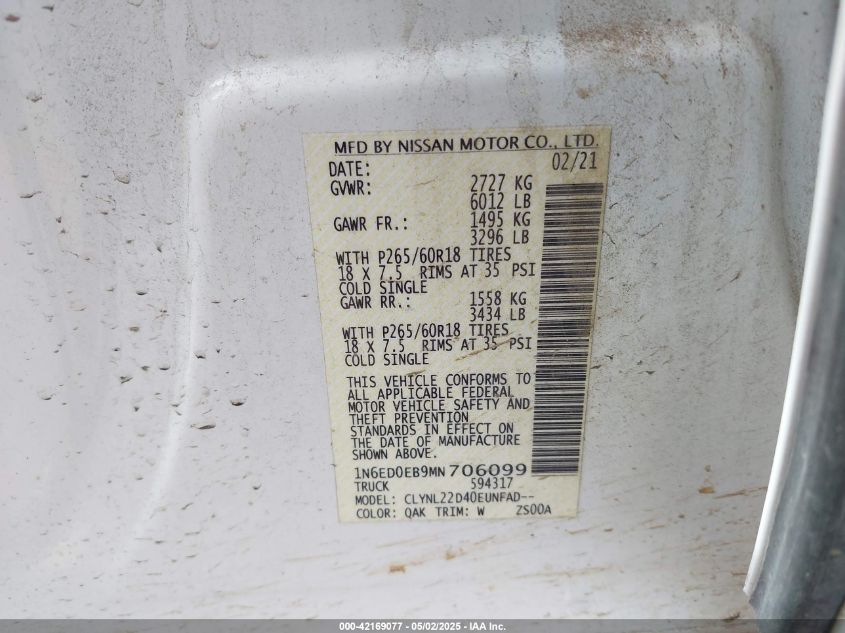 MFD BY NISSAN MOTOR CO., LTD.
DATE: 02/21
GVWR: 2727 KG
6012 LB
GAWR FR.: 1495 KG
3296 LB
WITH P265/60R18 TIRES
18 X 7.5 RIMS AT 35 PSI
COLD SINGLE
GAWR RR.: 1558 KG
3434 LB
WITH P265/60R18 TIRES
18 X 7.5 RIMS AT 35 PSI
COLD SINGLE
THIS VEHICLE CONFORMS TO
ALL APPLICABLE FEDERAL
MOTOR VEHICLE SAFETY AND
THEFT PREVENTION
STANDARDS IN EFFECT ON
THE DATE OF MANUFACTURE
SHOWN ABOVE.
1N6ED0EB9MN706099
TRUCK 594317
MODEL: CLYNL22D40EUNFAD--
COLOR: QAK TRIM: W ZS00A
000-42169077 - 05/02/2025 - IAA Inc.